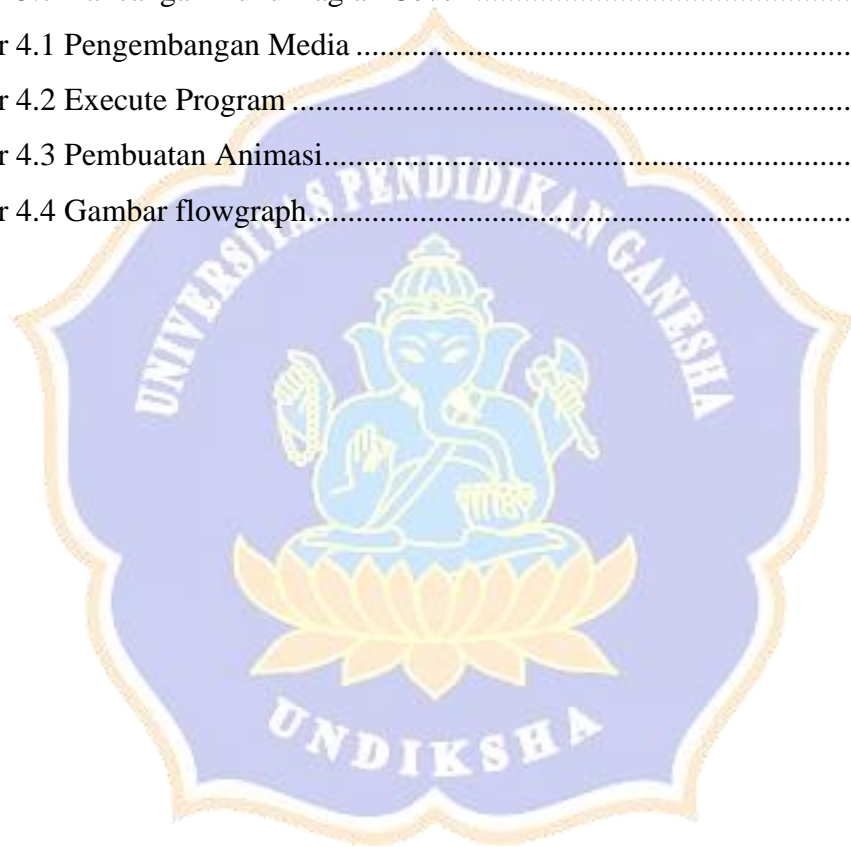 r 4.1 Pengembangan Media ..............................................................
r 4.2 Execute Program ......................................................................
r 4.3 Pembuatan Animasi..................................................................
r 4.4 Gambar flowgraph....................................................................
UNIVERSITAS PENDIDIKAN GANESHA
UNDIKSHA